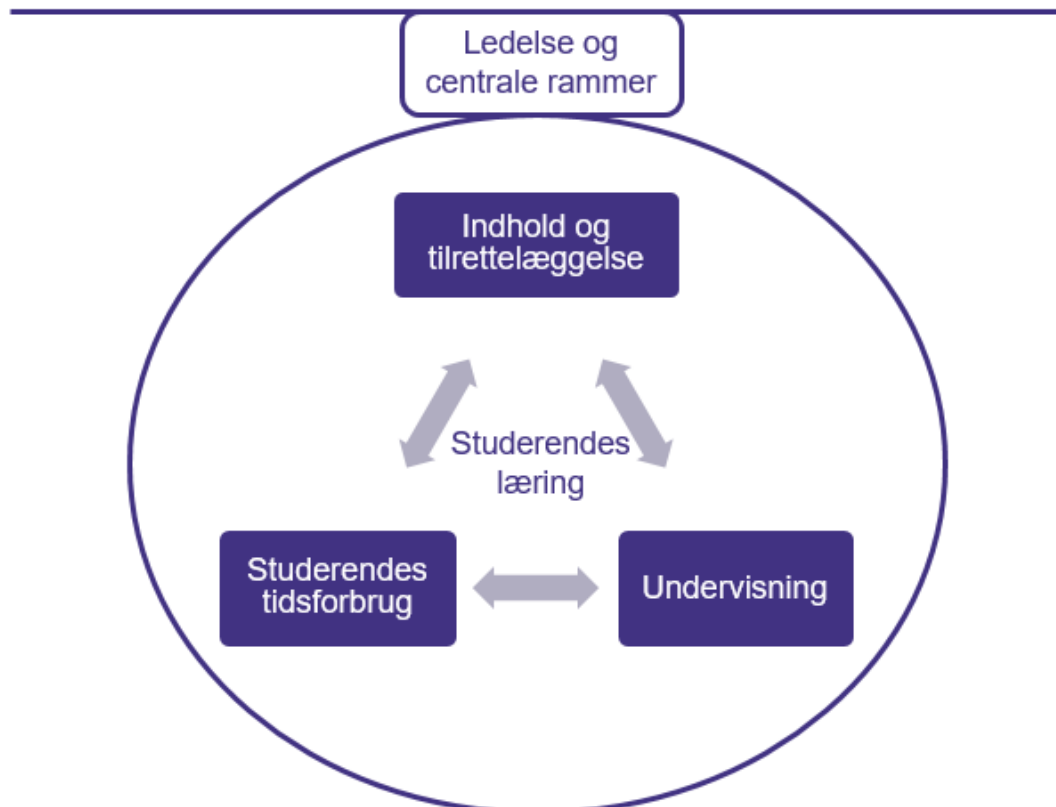 Ledelse og
centrale rammer
Indhold og
tilrettelæggelse
Studerendes
læring
Studerendes
tidsforbrug
Undervisning